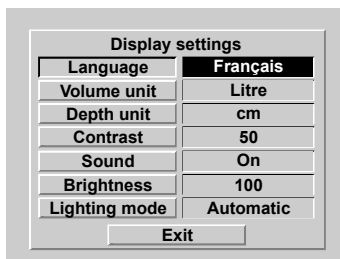 Display settings
Language Français
Volume unit Litre
Depth unit cm
Contrast 50
Sound On
Brightness 100
Lighting mode Automatic
Exit